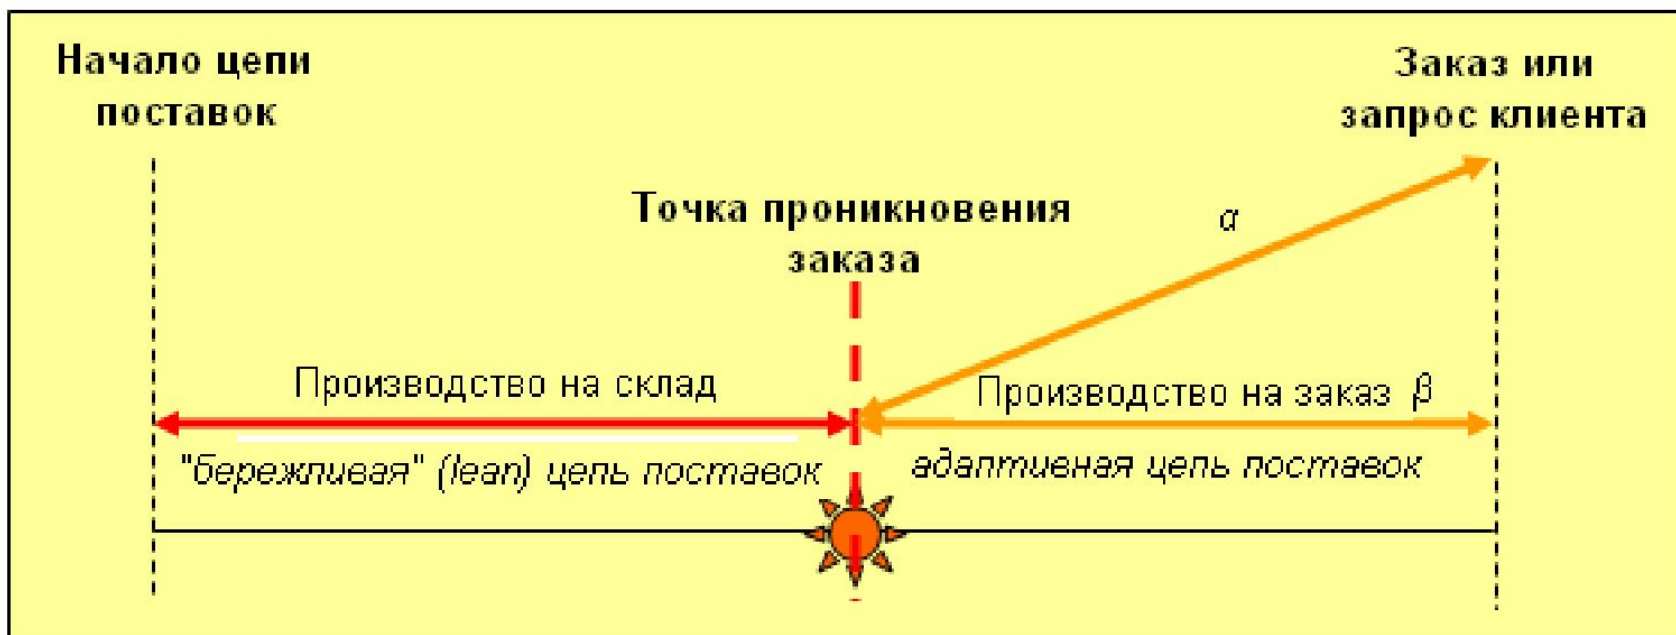 Начало цепи
поставок
Заказ или
запрос клиента
Точка проникновения
заказа
α
Производство на склад
Производство на заказ β
"бережливая" (lean) цепь поставок
адаптивная цепь поставок